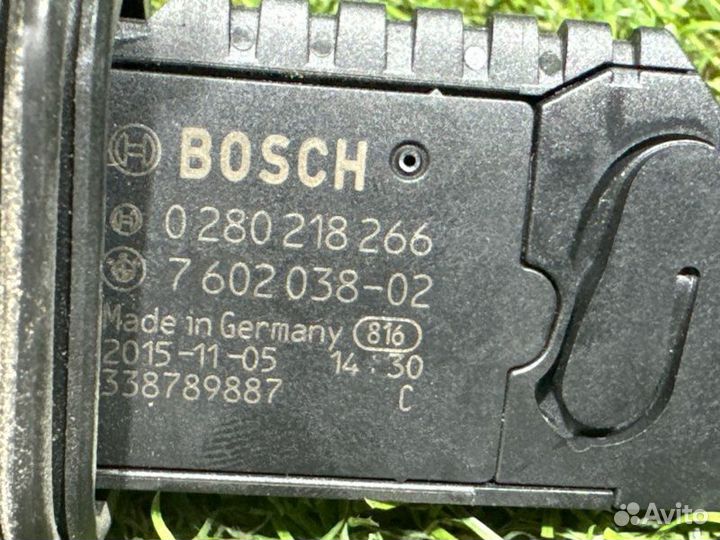 BOSCH
0 280 218 266
7 602 038-02
Made in Germany 816
2015-11-05 14:30
338789887 C
Avito